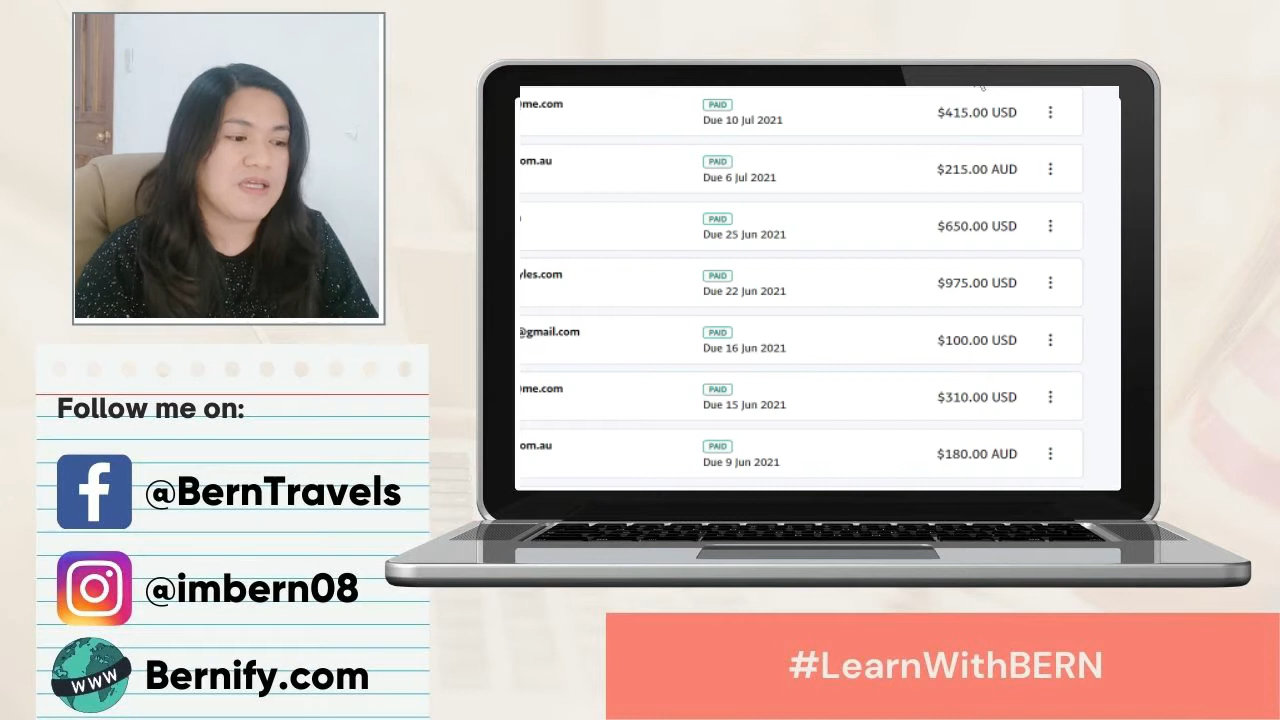 @me.com
PAID
Due 10 Jul 2021
$415.00 USD
om.au
PAID
Due 6 Jul 2021
$215.00 AUD
PAID
Due 25 Jun 2021
$650.00 USD
yles.com
PAID
Due 22 Jun 2021
$975.00 USD
@gmail.com
PAID
Due 16 Jun 2021
$100.00 USD
@me.com
PAID
Due 15 Jun 2021
$310.00 USD
om.au
PAID
Due 9 Jun 2021
$180.00 AUD
Follow me on:
@BernTravels
@imbern08
WWW
Bernify.com
#LearnWithBERN